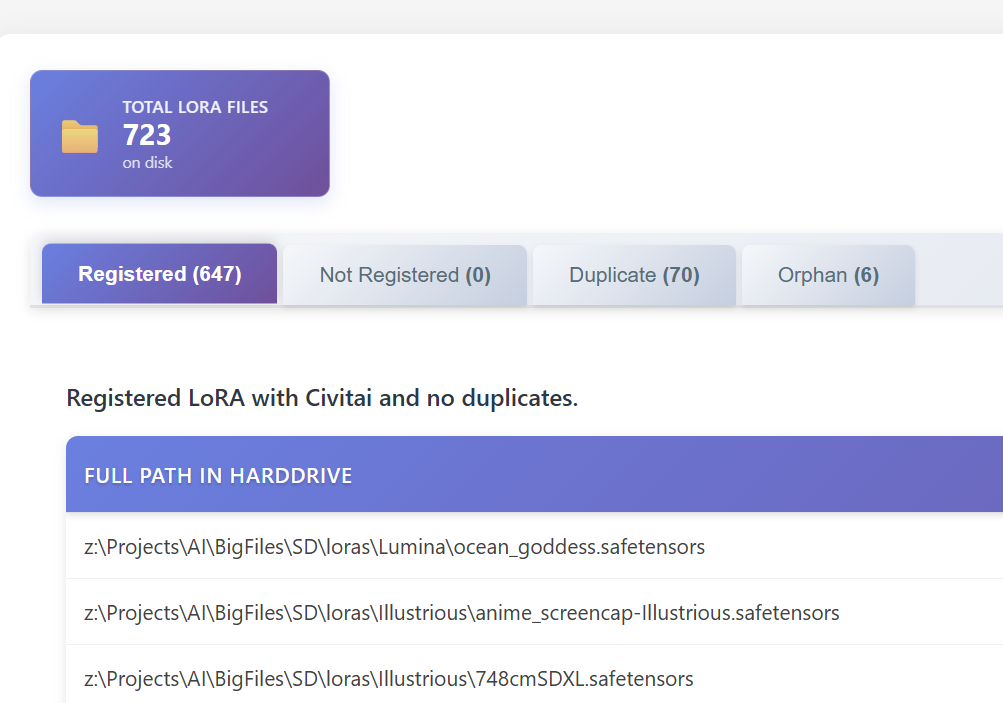 TOTAL LORA FILES
723
on disk
Registered (647)
Not Registered (0)
Duplicate (70)
Orphan (6)
Registered LoRA with Civitai and no duplicates.
FULL PATH IN HARDDRIVE
z:\Projects\AI\BigFiles\SD\loras\Lumina\ocean_goddess.safetensors
z:\Projects\AI\BigFiles\SD\loras\Illustrious\anime_screencap-Illustrious.safetensors
z:\Projects\AI\BigFiles\SD\loras\Illustrious\748cmSDXL.safetensors